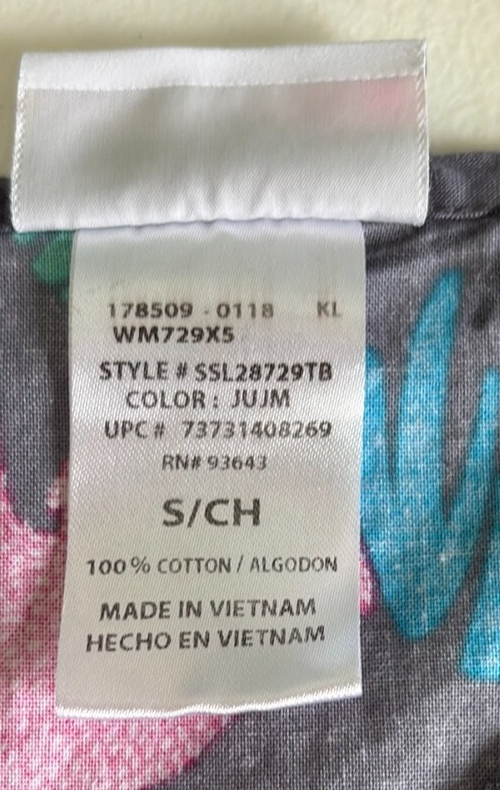 178509 - 0118 KL
WM729X5
STYLE # SSL28729TB
COLOR : JUJM
UPC # 73731408269
RN# 93643
S/CH
100% COTTON / ALGODON
MADE IN VIETNAM
HECHO EN VIETNAM